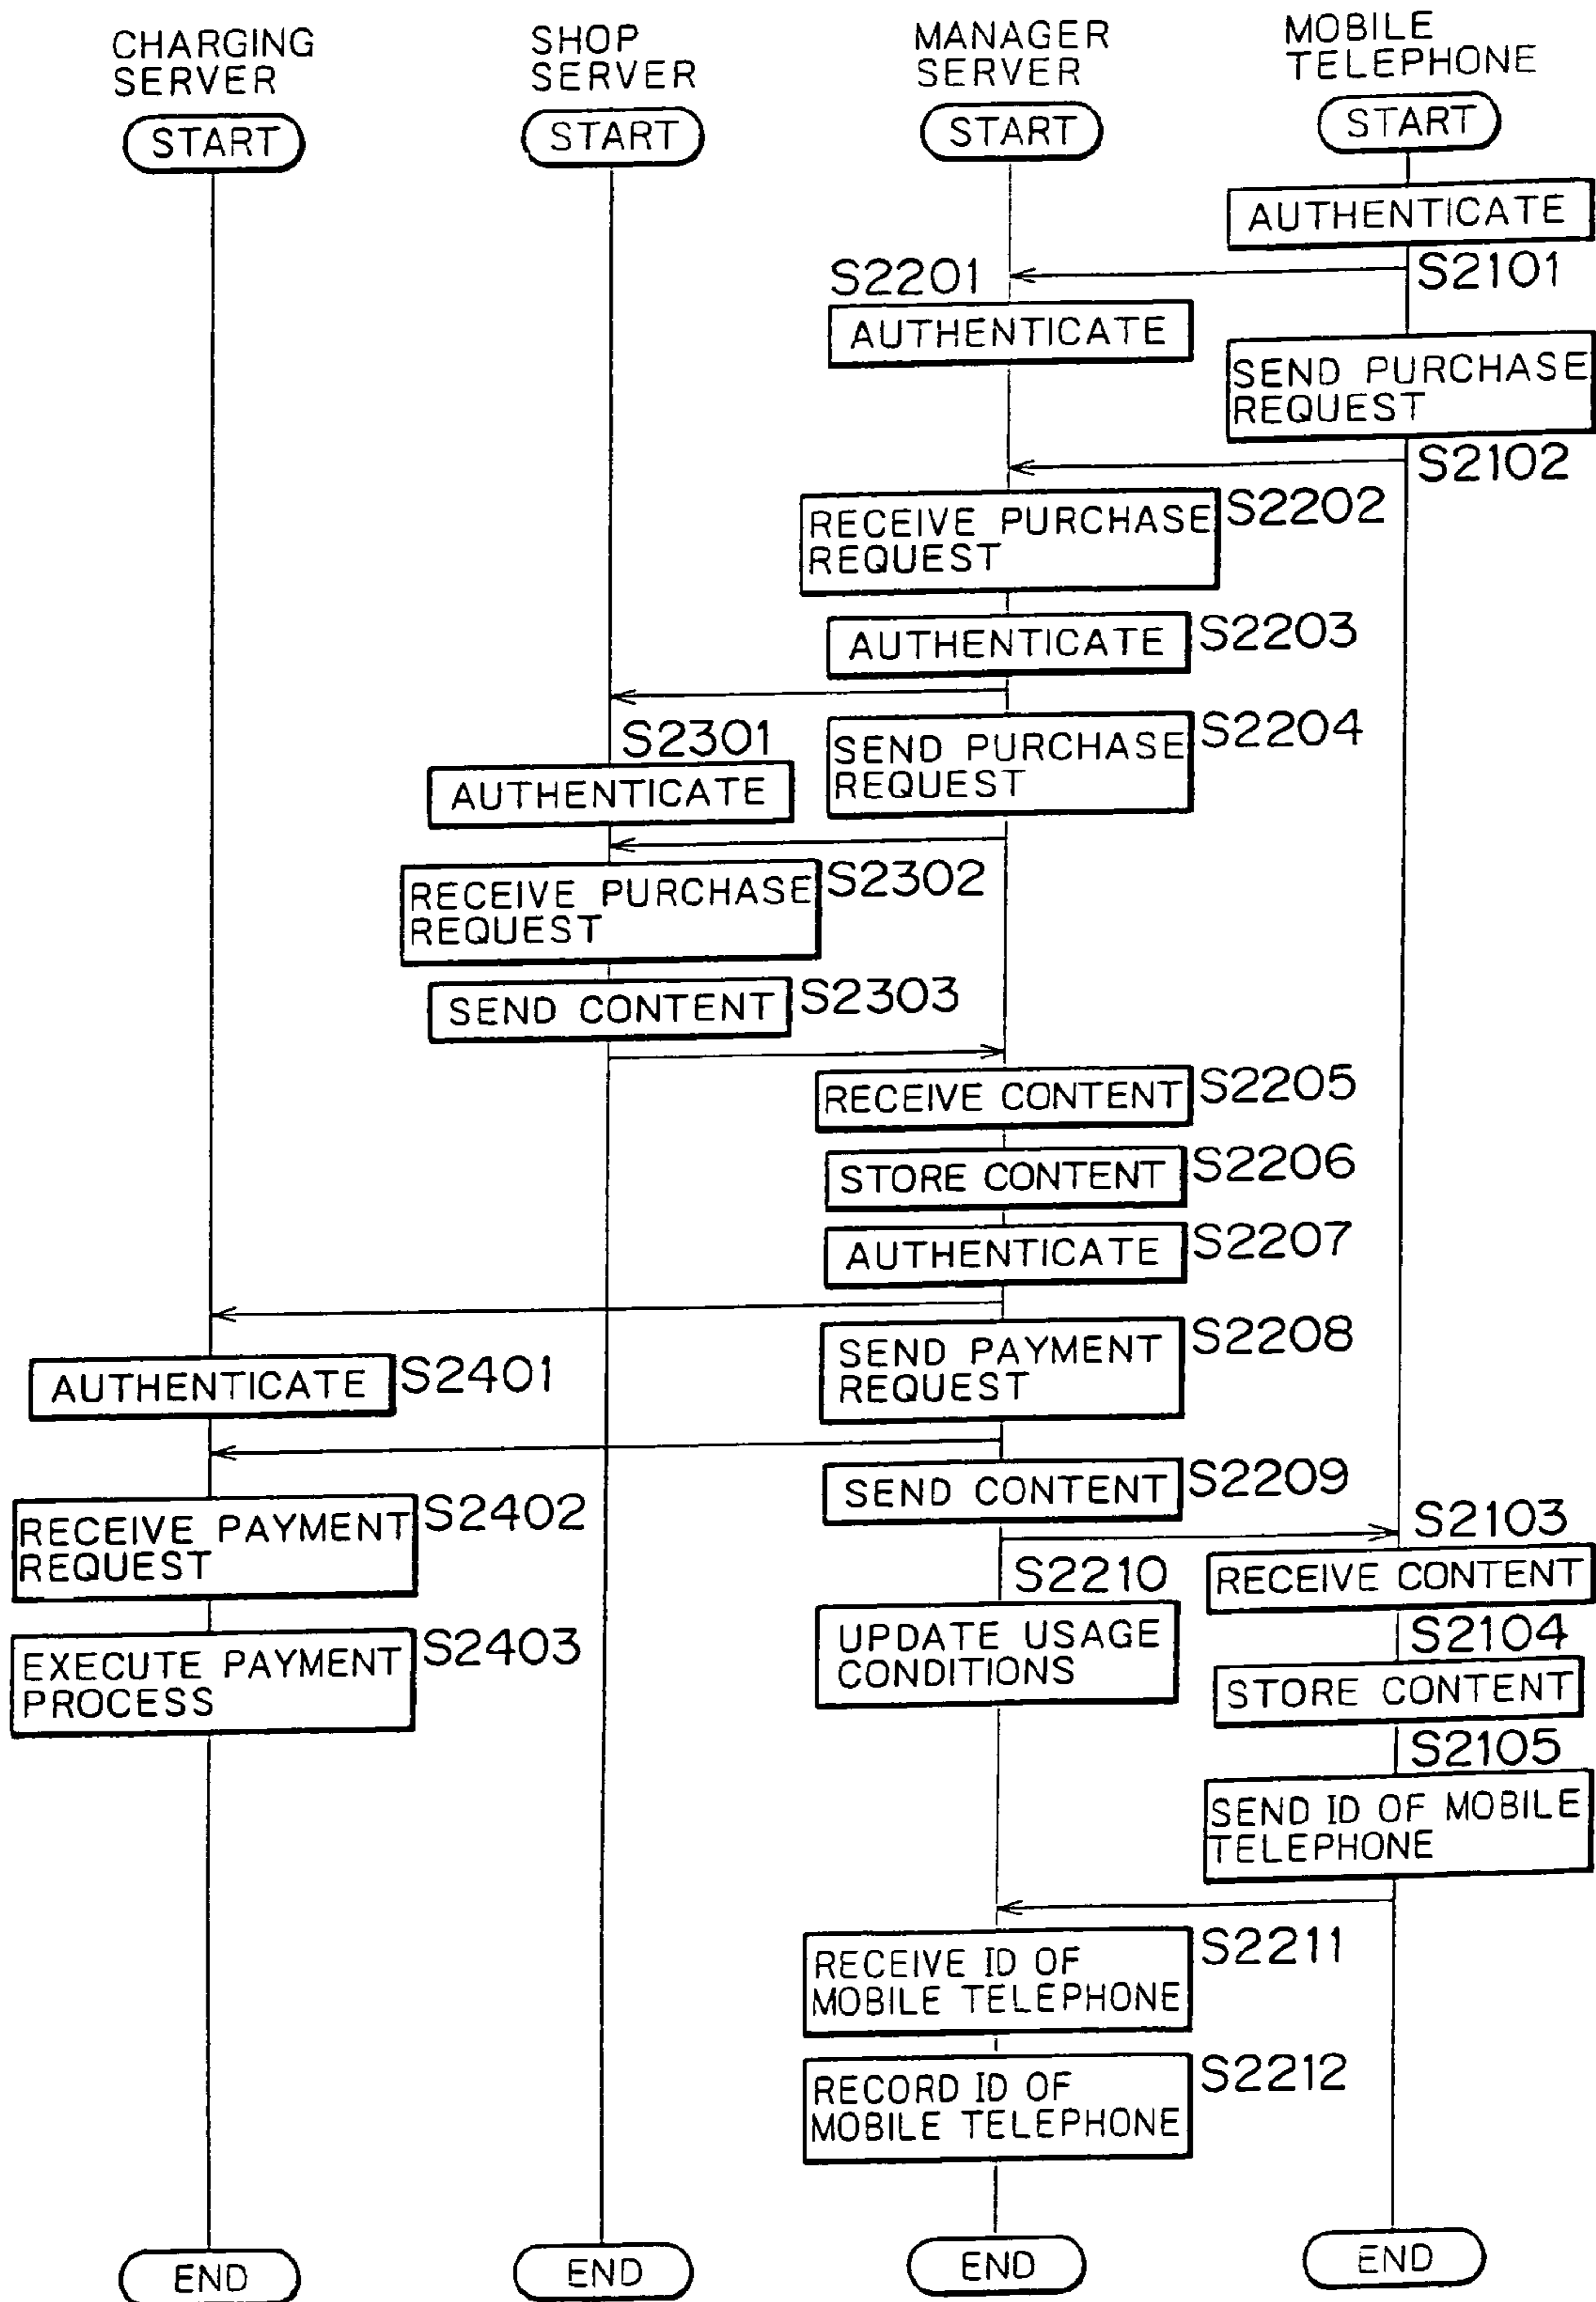 CHARGING
SERVER
SHOP
SERVER
MANAGER
SERVER
MOBILE
TELEPHONE
START
START
START
START
AUTHENTICATE
S2101
S2201
AUTHENTICATE
SEND PURCHASE
REQUEST
S2102
RECEIVE PURCHASE
REQUEST
S2202
AUTHENTICATE
S2203
S2301
AUTHENTICATE
SEND PURCHASE
REQUEST
S2204
RECEIVE PURCHASE
REQUEST
S2302
SEND CONTENT
S2303
RECEIVE CONTENT
S2205
STORE CONTENT
S2206
AUTHENTICATE
S2207
SEND PAYMENT
REQUEST
S2208
AUTHENTICATE
S2401
SEND CONTENT
S2209
RECEIVE PAYMENT
REQUEST
S2402
S2103
RECEIVE CONTENT
S2210
UPDATE USAGE
CONDITIONS
EXECUTE PAYMENT
PROCESS
S2403
S2104
STORE CONTENT
S2105
SEND ID OF MOBILE
TELEPHONE
RECEIVE ID OF
MOBILE TELEPHONE
S2211
RECORD ID OF
MOBILE TELEPHONE
S2212
END
END
END
END